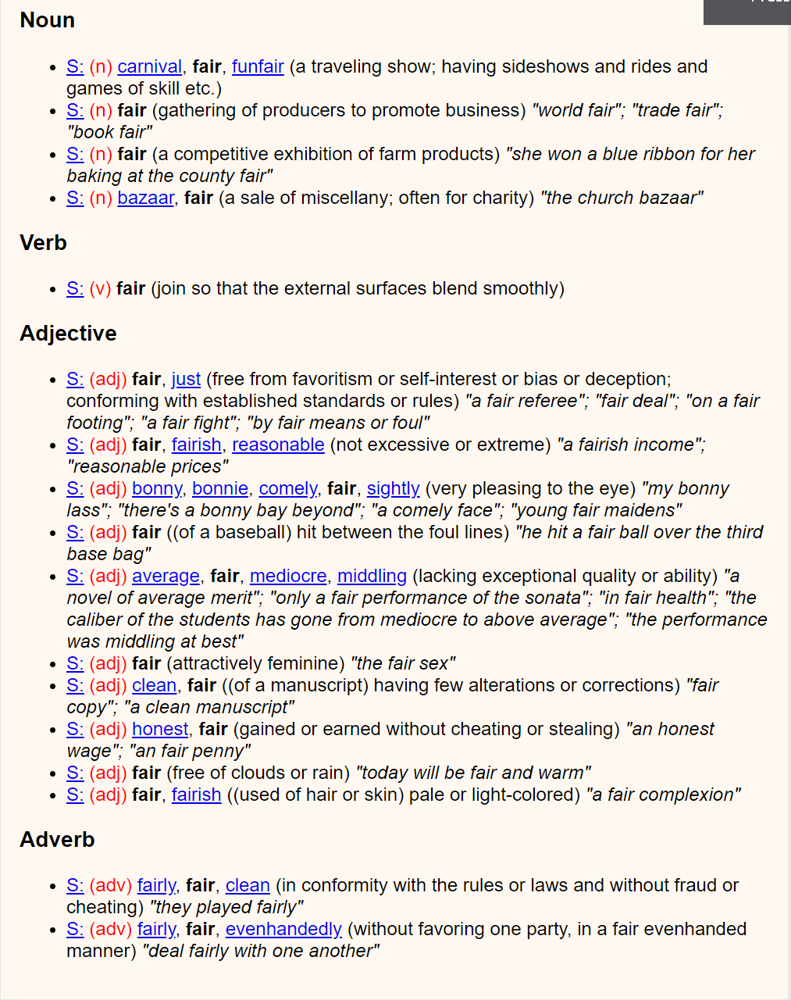 Noun
• S: (n) carnival, fair, funfair (a traveling show; having sideshows and rides and
games of skill etc.)
• S: (n) fair (gathering of producers to promote business) "world fair"; "trade fair";
"book fair"
• S: (n) fair (a competitive exhibition of farm products) "she won a blue ribbon for her
baking at the county fair"
• S: (n) bazaar, fair (a sale of miscellany; often for charity) "the church bazaar"
Verb
• S: (v) fair (join so that the external surfaces blend smoothly)
Adjective
• S: (adj) fair, just (free from favoritism or self-interest or bias or deception;
conforming with established standards or rules) "a fair referee"; "fair deal"; "on a fair
footing"; "a fair fight"; "by fair means or foul"
• S: (adj) fair, fairish, reasonable (not excessive or extreme) "a fairish income";
"reasonable prices"
• S: (adj) bonny, bonnie, comely, fair, sightly (very pleasing to the eye) "my bonny
lass"; "there's a bonny bay beyond"; "a comely face"; "young fair maidens"
• S: (adj) fair ((of a baseball) hit between the foul lines) "he hit a fair ball over the third
base bag"
• S: (adj) average, fair, mediocre, middling (lacking exceptional quality or ability) "a
novel of average merit"; "only a fair performance of the sonata"; "in fair health"; "the
caliber of the students has gone from mediocre to above average"; "the performance
was middling at best"
• S: (adj) fair (attractively feminine) "the fair sex"
• S: (adj) clean, fair ((of a manuscript) having few alterations or corrections) "fair
copy"; "a clean manuscript"
• S: (adj) honest, fair (gained or earned without cheating or stealing) "an honest
wage"; "an fair penny"
• S: (adj) fair (free of clouds or rain) "today will be fair and warm"
• S: (adj) fair, fairish ((used of hair or skin) pale or light-colored) "a fair complexion"
Adverb
• S: (adv) fairly, fair, clean (in conformity with the rules or laws and without fraud or
cheating) "they played fairly"
• S: (adv) fairly, fair, evenhandedly (without favoring one party, in a fair evenhanded
manner) "deal fairly with one another"